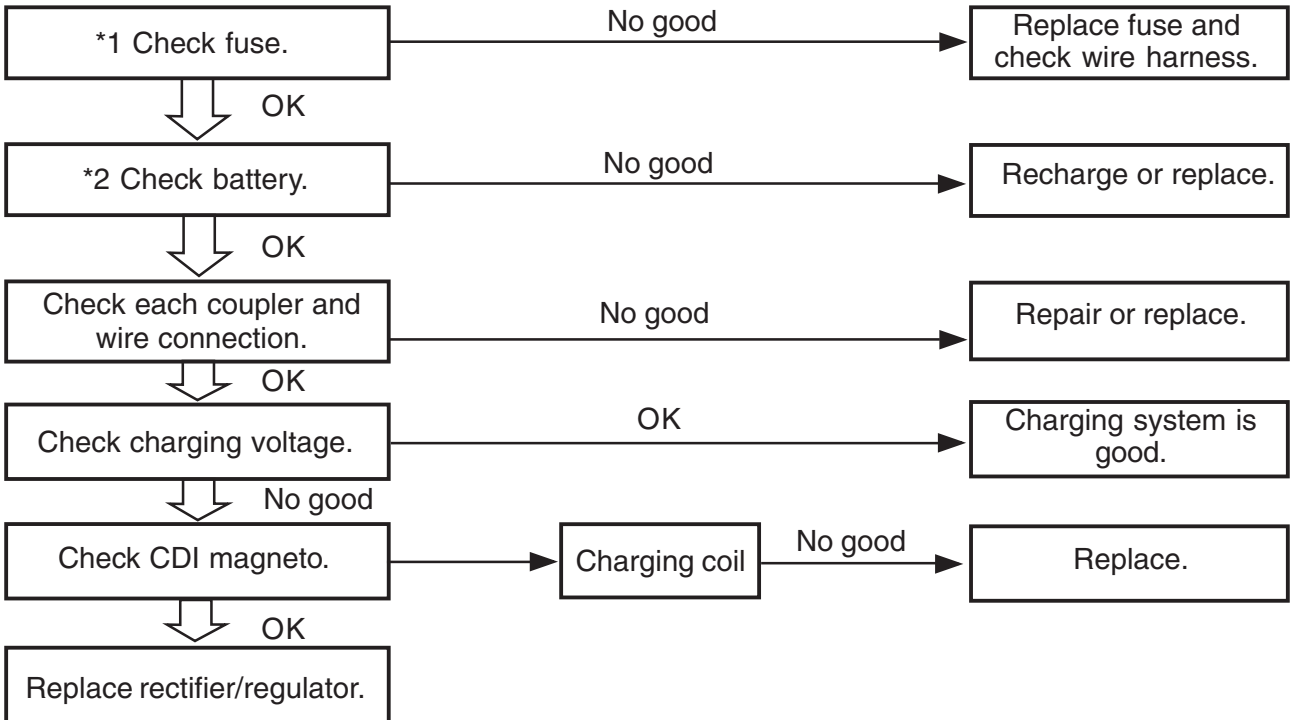 *1 Check fuse.
No good
Replace fuse and
check wire harness.
OK
*2 Check battery.
No good
Recharge or replace.
OK
Check each coupler and
wire connection.
No good
Repair or replace.
OK
Check charging voltage.
OK
Charging system is
good.
No good
Check CDI magneto.
Charging coil
No good
Replace.
OK
Replace rectifier/regulator.